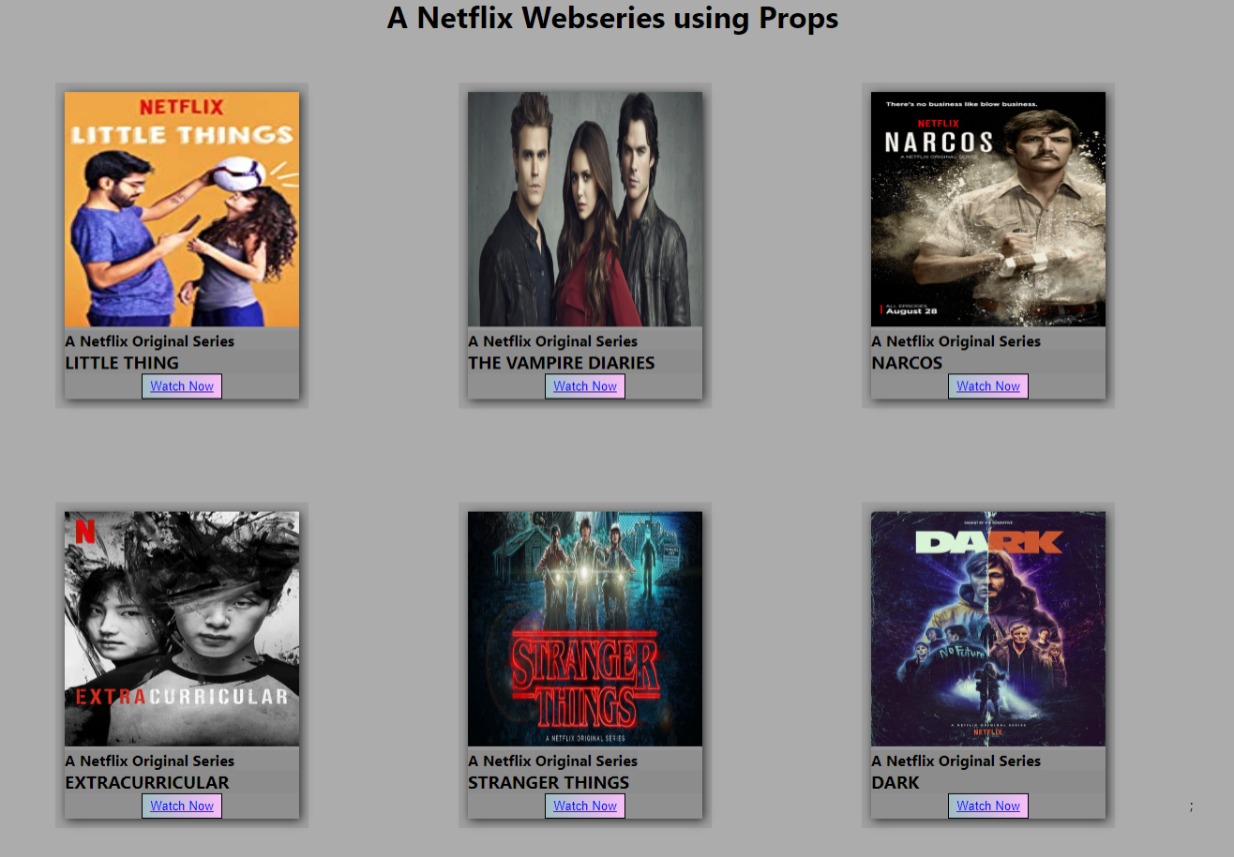 A Netflix Webseries using Props
NETFLIX
LITTLE THINGS
A Netflix Original Series
LITTLE THING
Watch Now
A Netflix Original Series
THE VAMPIRE DIARIES
Watch Now
There's no business like blow business.
NETFLIX
NARCOS
A NETFLIX ORIGINAL SERIES
ALL EPISODES
August 28
A Netflix Original Series
NARCOS
Watch Now
N
EXTRACURRICULAR
A Netflix Original Series
EXTRACURRICULAR
Watch Now
STRANGER
THINGS
A NETFLIX ORIGINAL SERIES
A Netflix Original Series
STRANGER THINGS
Watch Now
DARK
No Future
A NETFLIX ORIGINAL SERIES
NETFLIX
A Netflix Original Series
DARK
Watch Now
;